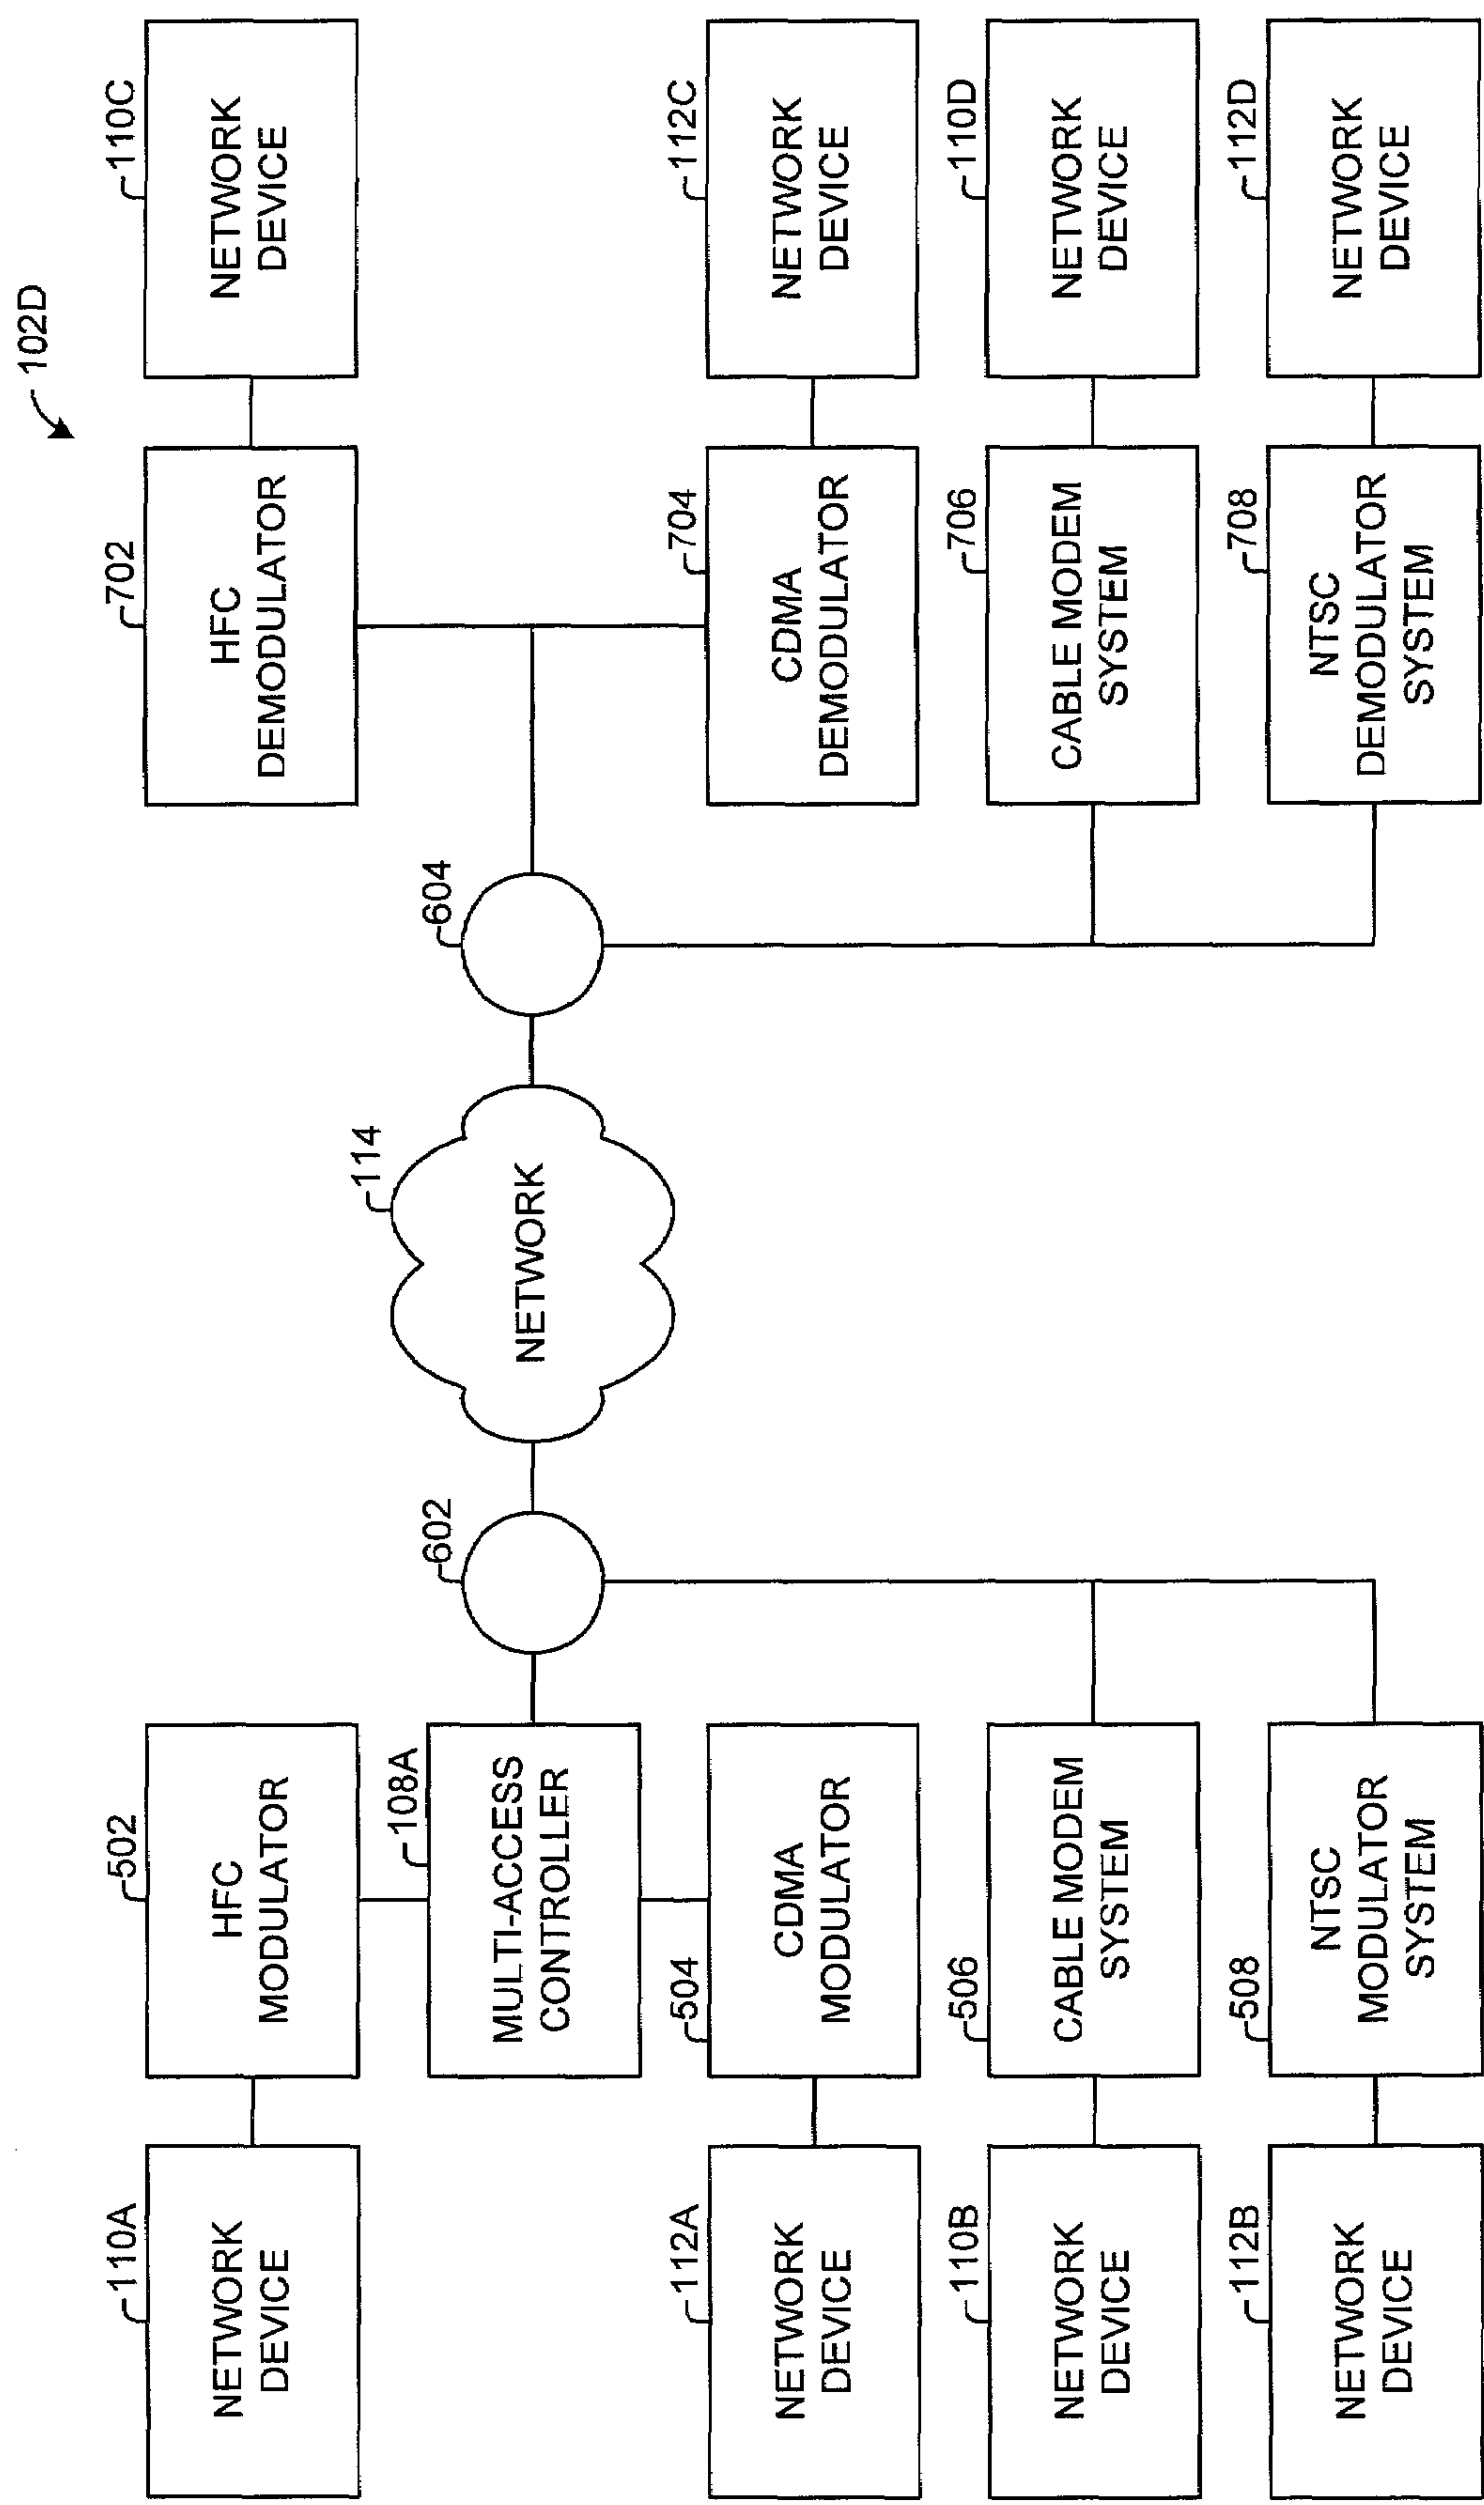 102D
110A
NETWORK
DEVICE
502
HFC
MODULATOR
702
HFC
DEMODULATOR
110C
NETWORK
DEVICE
108A
MULTI-ACCESS
CONTROLLER
602
114
NETWORK
604
112A
NETWORK
DEVICE
504
CDMA
MODULATOR
704
CDMA
DEMODULATOR
112C
NETWORK
DEVICE
110B
NETWORK
DEVICE
506
CABLE MODEM
SYSTEM
706
CABLE MODEM
SYSTEM
110D
NETWORK
DEVICE
112B
NETWORK
DEVICE
508
NTSC
MODULATOR
SYSTEM
708
NTSC
DEMODULATOR
SYSTEM
112D
NETWORK
DEVICE